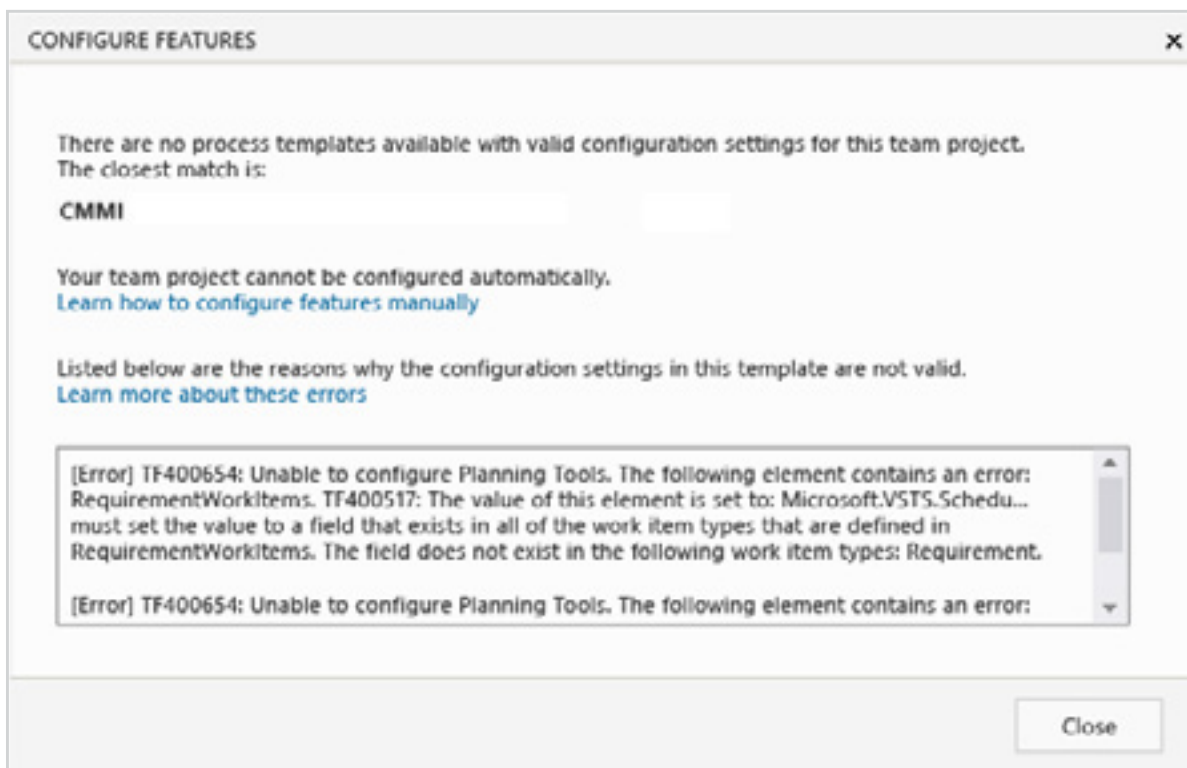 CONFIGURE FEATURES
x
There are no process templates available with valid configuration settings for this team project.
The closest match is:
CMMI
Your team project cannot be configured automatically.
Learn how to configure features manually
Listed below are the reasons why the configuration settings in this template are not valid.
Learn more about these errors
[Error] TF400654: Unable to configure Planning Tools. The following element contains an error:
RequirementWorkItems. TF400517: The value of this element is set to: Microsoft.VSTS.Schedu...
must set the value to a field that exists in all of the work item types that are defined in
RequirementWorkItems. The field does not exist in the following work item types: Requirement.
[Error] TF400654: Unable to configure Planning Tools. The following element contains an error:
Close